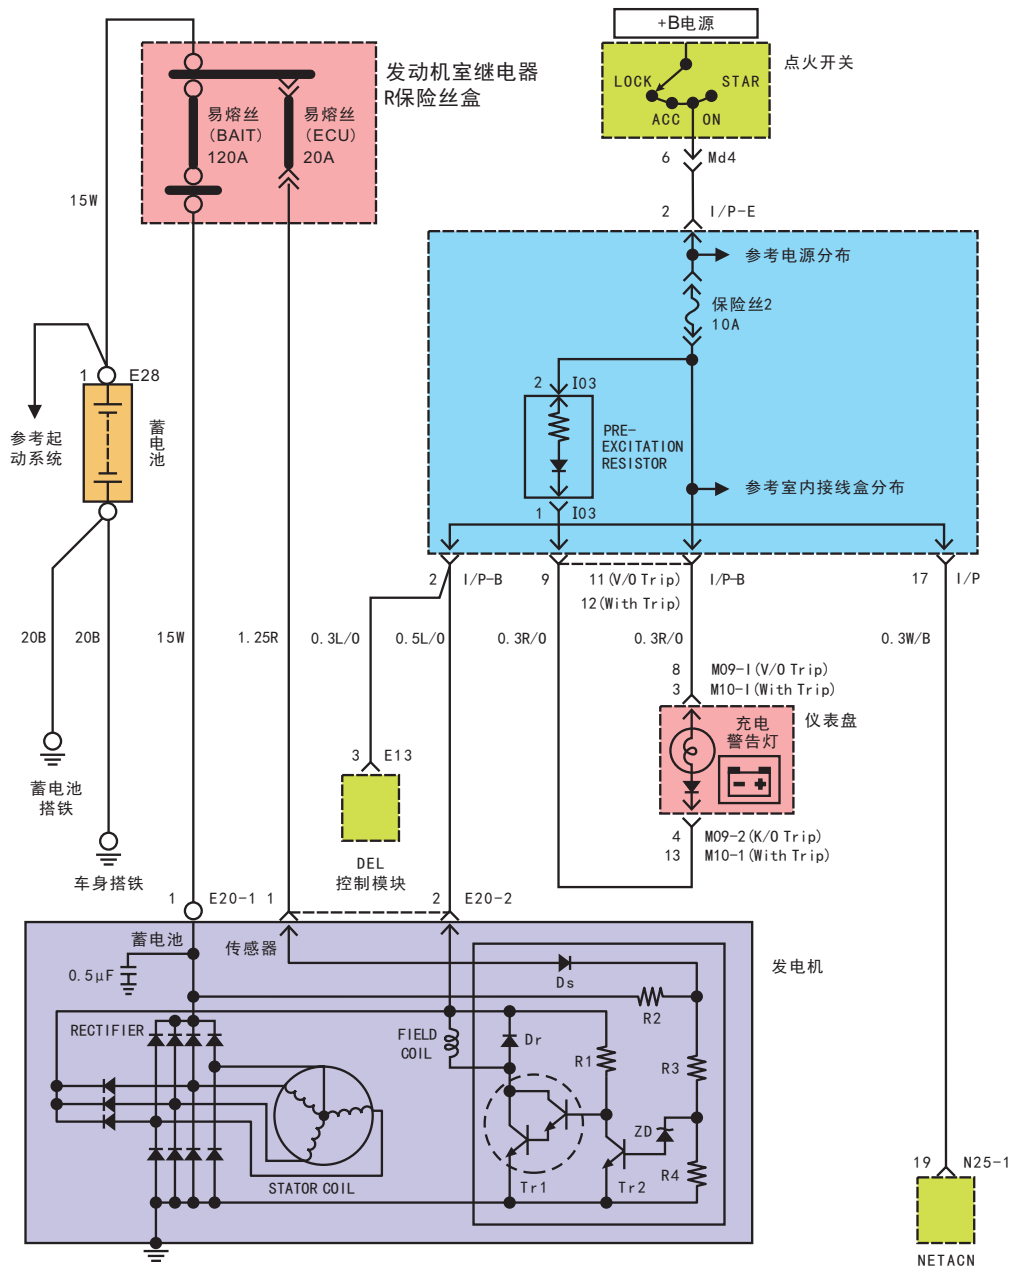 +B电源
点火开关
LOCK
STAR
ACC
ON
发动机室继电器
R保险丝盒
易熔丝
(BAIT)
120A
易熔丝
(ECU)
20A
6
Md4
15W
2
I/P-E
参考电源分布
保险丝2
10A
1
E28
2
I03
参考起
动系统
蓄电池
PRE-
EXCITATION
RESISTOR
参考室内接线盒分布
1
I03
2
I/P-B
9
11(V/O Trip)
I/P-B
17
I/P
12(With Trip)
20B
20B
15W
1.25R
0.3L/O
0.5L/O
0.3R/O
0.3R/O
0.3W/B
8
M09-I(V/O Trip)
3
M10-I(With Trip)
充电
警告灯
仪表盘
3
E13
蓄电池
搭铁
4
M09-2(K/O Trip)
13
M10-1(With Trip)
DEL
控制模块
车身搭铁
1
E20-1
1
2
E20-2
蓄电池
传感器
发电机
0.5μF
Ds
R2
RECTIFIER
FIELD
COIL
Dr
R1
R3
ZD
R4
STATOR COIL
Tr1
Tr2
19
N25-1
NETACN